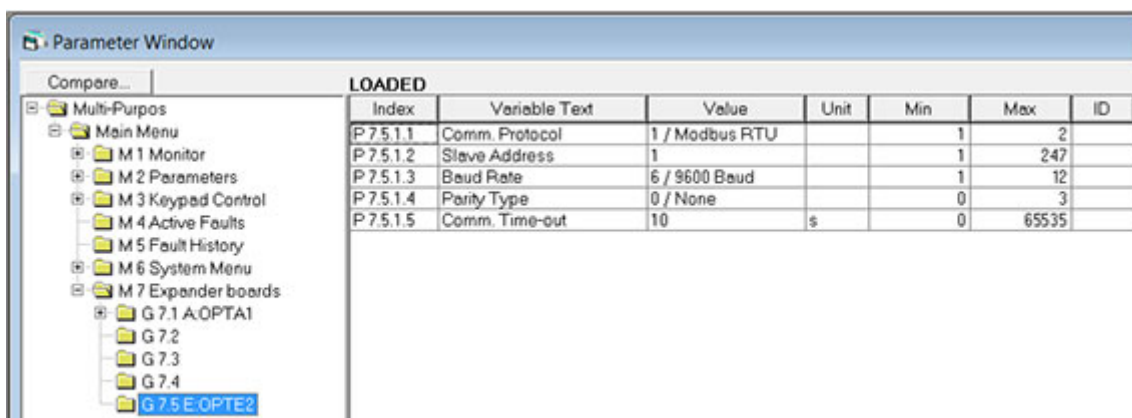 Parameter Window
Compare...
LOADED
Multi-Purpos
Main Menu
M 1 Monitor
M 2 Parameters
M 3 Keypad Control
M 4 Active Faults
M 5 Fault History
M 6 System Menu
M 7 Expander boards
G 7.1 A:OPTA1
G 7.2
G 7.3
G 7.4
G 7.5 E:OPTE2
Index Variable Text Value Unit Min Max ID
P 7.5.1.1 Comm. Protocol 1 / Modbus RTU 1 2
P 7.5.1.2 Slave Address 1 1 247
P 7.5.1.3 Baud Rate 6 / 9600 Baud 1 12
P 7.5.1.4 Parity Type 0 / None 0 3
P 7.5.1.5 Comm. Time-out 10 s 0 65535